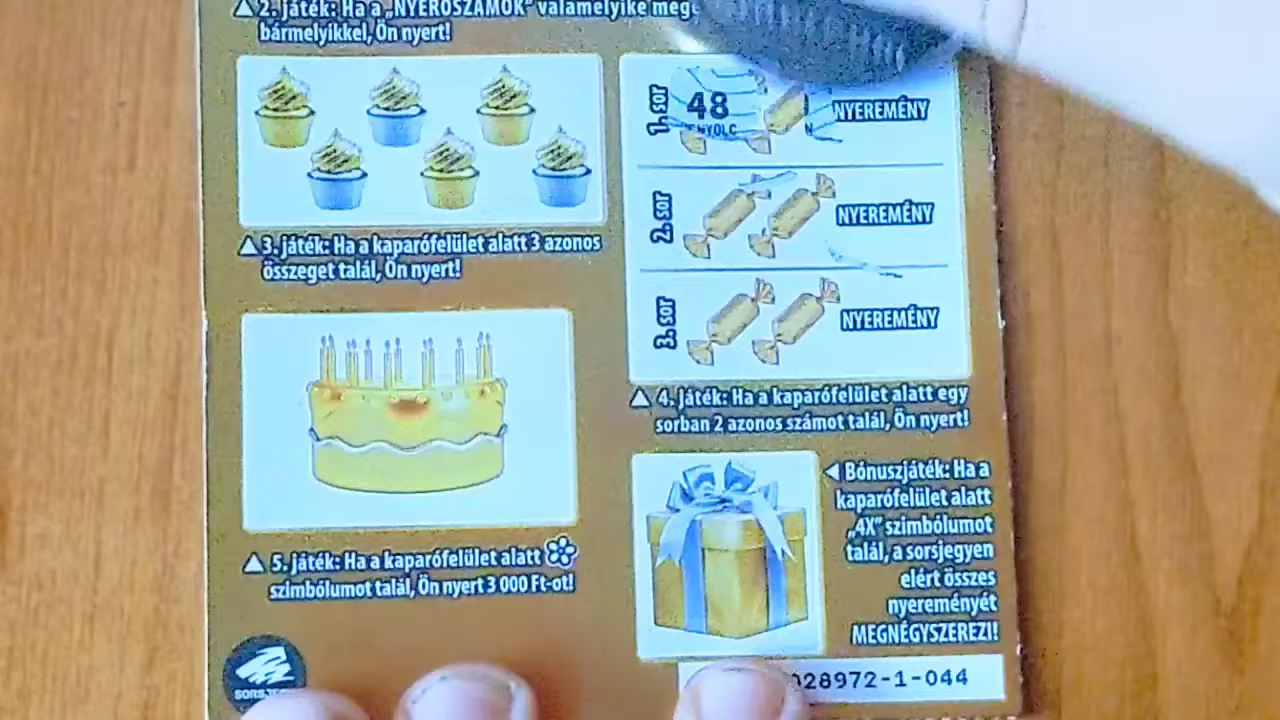 ▲ 2. játék: Ha a „NYERŐSZÁMOK” valamelyike
bármelyikkel, Ön nyert!
1. sor
48
NYEREMÉNY
2. sor
NYEREMÉNY
3. sor
NYEREMÉNY
▲ 3. játék: Ha a kaparófelület alatt 3 azonos
összeget talál, Ön nyert!
▲ 4. játék: Ha a kaparófelület alatt egy
sorban 2 azonos számot talál, Ön nyert!
◀ Bónuszjáték: Ha a
kaparófelület alatt
„4X” szimbólumot
talál, a sorsjegyen
elért összes
nyereményét
MEGNÉGYSZEREZI!
▲ 5. játék: Ha a kaparófelület alatt
szimbólumot talál, Ön nyert 3 000 Ft-ot!
28972-1-044